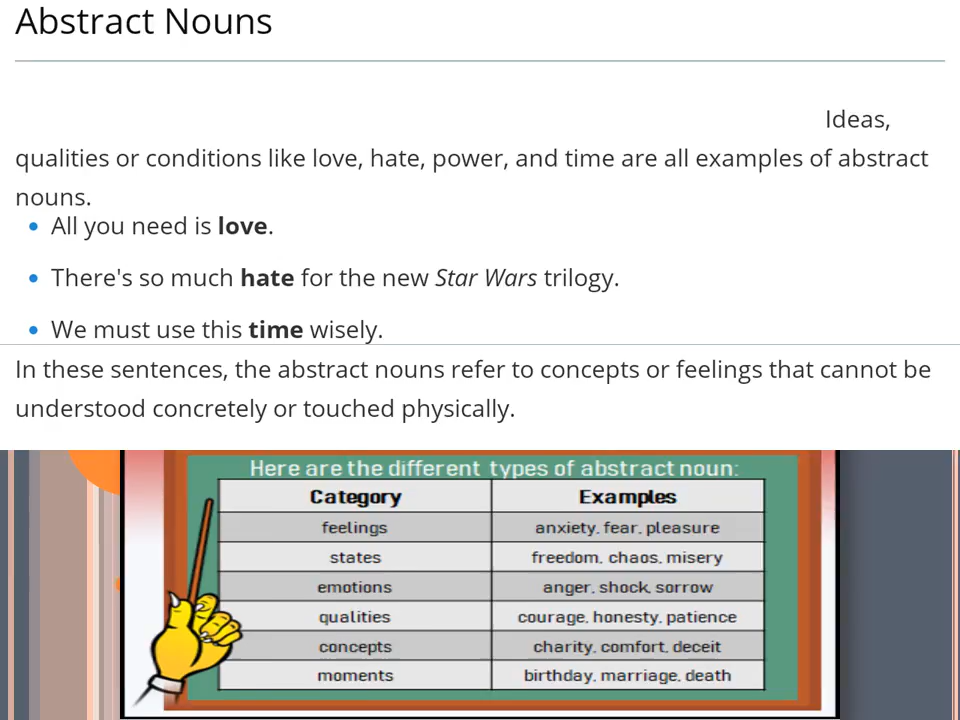 Abstract Nouns
Ideas,
qualities or conditions like love, hate, power, and time are all examples of abstract
nouns.
• All you need is love.
• There's so much hate for the new Star Wars trilogy.
• We must use this time wisely.
In these sentences, the abstract nouns refer to concepts or feelings that cannot be
understood concretely or touched physically.
Here are the different types of abstract noun:
Category Examples
feelings anxiety, fear, pleasure
states freedom, chaos, misery
emotions anger, shock, sorrow
qualities courage, honesty, patience
concepts charity, comfort, deceit
moments birthday, marriage, death